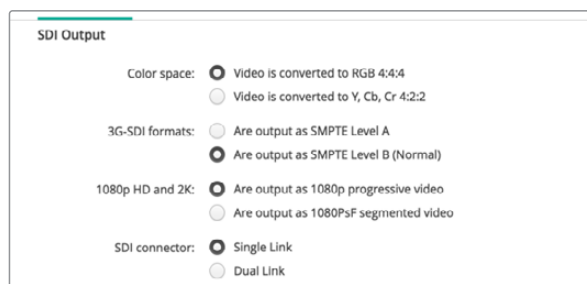 SDI Output
Color space: Video is converted to RGB 4:4:4
Video is converted to Y, Cb, Cr 4:2:2
3G-SDI formats: Are output as SMPTE Level A
Are output as SMPTE Level B (Normal)
1080p HD and 2K: Are output as 1080p progressive video
Are output as 1080PsF segmented video
SDI connector: Single Link
Dual Link